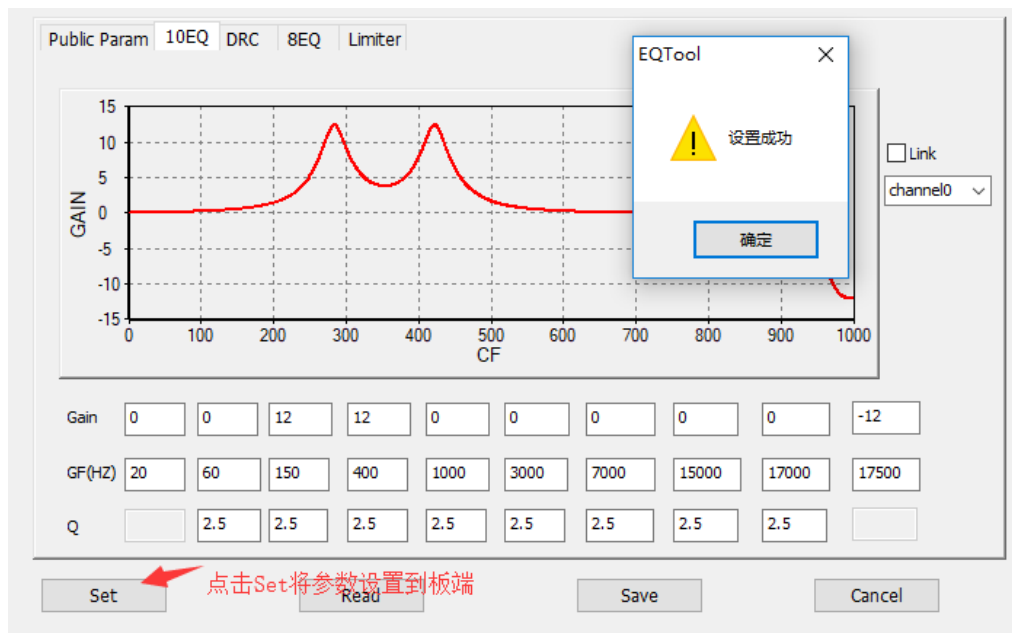 Public Param 10EQ DRC 8EQ Limiter
EQTool
设置成功
确定
Link
channel0
GAIN
15
10
5
0
-5
-10
-15
0 100 200 300 400 500 600 700 800 900 1000
CF
Gain 0 0 12 12 0 0 0 0 0 -12
GF(HZ) 20 60 150 400 1000 3000 7000 15000 17000 17500
Q 2.5 2.5 2.5 2.5 2.5 2.5 2.5 2.5
点击Set将参数设置到板端
Set Read Save Cancel